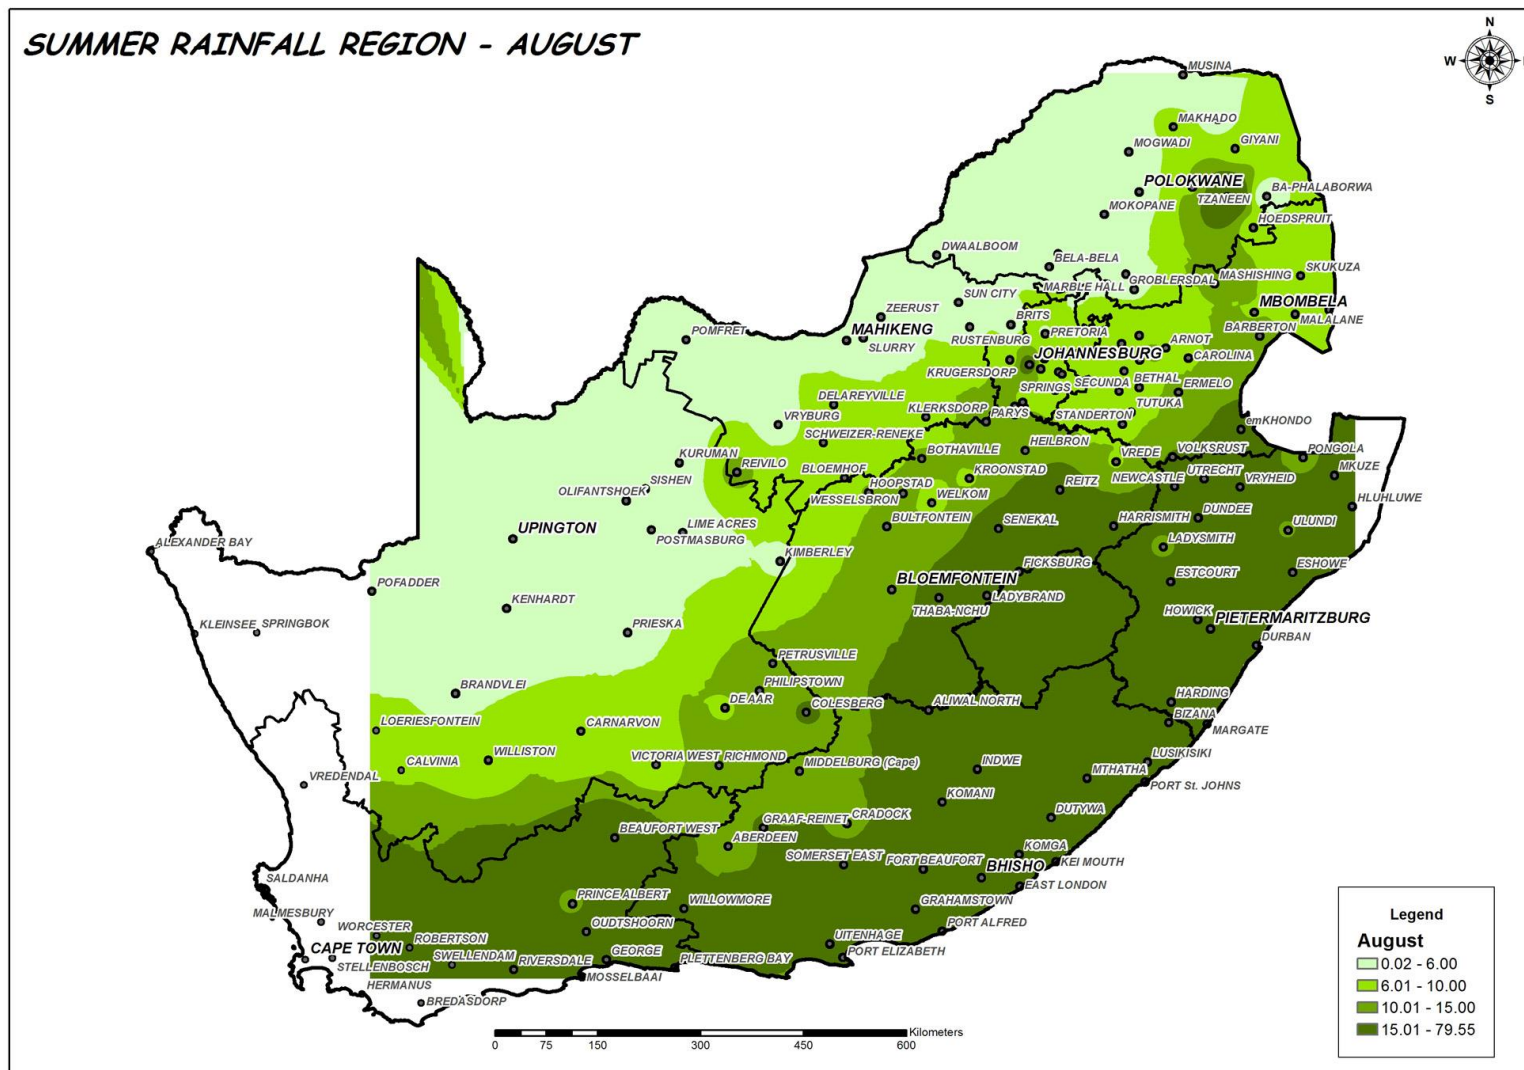 SUMMER RAINFALL REGION - AUGUST
N
W
S
MUSINA
MAKHADO
MOGWADI
GIYANI
POLOKWANE
TZANEEN
BA-PHALABORWA
MOKOPANE
HOEDSPRUIT
DWAALBOOM
BELA-BELA
GROBLERSDAL
MASHISHING
SKUKUZA
MARBLE HALL
SUN CITY
MBOMBELA
ZEERUST
BRITS
MALALANE
MAHIKENG
BARBERTON
POMFRET
SLURRY
RUSTENBURG
PRETORIA
ARNOT
JOHANNESBURG
CAROLINA
KRUGERSDORP
SECUNDA
BETHAL
ERMELO
SPRINGS
DELAREYVILLE
KLERKSDORP
PARYS
STANDERTON
TUTUKA
VRYBURG
emKHONDO
SCHWEIZER-RENEKE
BOTHAVILLE
HEILBRON
VREDE
VOLKSRUST
PONGOLA
KURUMAN
REIVILO
BLOEMHOF
KROONSTAD
SISHEN
HOOPSTAD
REITZ
NEWCASTLE
UTRECHT
VRYHEID
MKUZE
OLIFANTSHOEK
WESSELSBRON
WELKOM
HLUHLUWE
UPINGTON
LIME ACRES
BULTFONTEIN
SENEKAL
HARRISMITH
DUNDEE
ULUNDI
POSTMASBURG
ALEXANDER BAY
KIMBERLEY
LADYSMITH
FICKSBURG
ESHOWE
POFADDER
BLOEMFONTEIN
ESTCOURT
KENHARDT
LADYBRAND
THABA-NCHU
HOWICK
PIETERMARITZBURG
KLEINSEE
SPRINGBOK
PRIESKA
DURBAN
PETRUSVILLE
BRANDVLEI
PHILIPSTOWN
DE AAR
COLESBERG
ALIWAL NORTH
HARDING
LOERIESFONTEIN
CARNARVON
BIZANA
MARGATE
CALVINIA
WILLISTON
VICTORIA WEST
RICHMOND
MIDDELBURG (Cape)
INDWE
LUSIKISIKI
VREDENDAL
MTHATHA
PORT St. JOHNS
KOMANI
DUTYWA
BEAUFORT WEST
GRAAF-REINET
CRADOCK
ABERDEEN
SOMERSET EAST
FORT BEAUFORT
KOMGA
BHISHO
KEI MOUTH
SALDANHA
EAST LONDON
PRINCE ALBERT
WILLOWMORE
GRAHAMSTOWN
MALMESBURY
WORCESTER
OUDTSHOORN
PORT ALFRED
CAPE TOWN
ROBERTSON
UITENHAGE
STELLENBOSCH
SWELLENDAM
RIVERSDALE
GEORGE
PLETTENBERG BAY
PORT ELIZABETH
HERMANUS
MOSSELBAAI
BREDASDORP
Legend
August
0.02 - 6.00
6.01 - 10.00
10.01 - 15.00
15.01 - 79.55
Kilometers
0 75 150 300 450 600